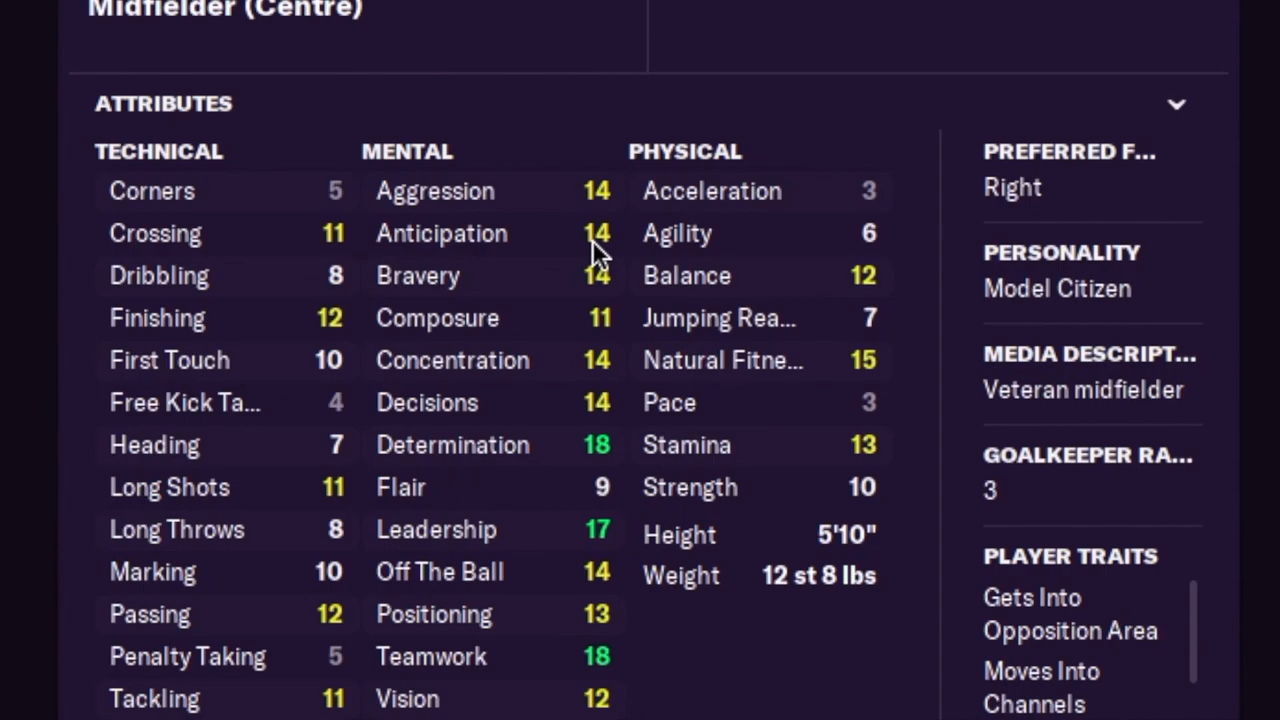 Midfielder (Centre)
ATTRIBUTES
TECHNICAL
Corners 5
Crossing 11
Dribbling 8
Finishing 12
First Touch 10
Free Kick Ta... 4
Heading 7
Long Shots 11
Long Throws 8
Marking 10
Passing 12
Penalty Taking 5
Tackling 11
MENTAL
Aggression 14
Anticipation 14
Bravery 14
Composure 11
Concentration 14
Decisions 14
Determination 18
Flair 9
Leadership 17
Off The Ball 14
Positioning 13
Teamwork 18
Vision 12
PHYSICAL
Acceleration 3
Agility 6
Balance 12
Jumping Rea... 7
Natural Fitne... 15
Pace 3
Stamina 13
Strength 10
Height 5'10"
Weight 12 st 8 lbs
PREFERRED F...
Right
PERSONALITY
Model Citizen
MEDIA DESCRIPT...
Veteran midfielder
GOALKEEPER RA...
3
PLAYER TRAITS
Gets Into
Opposition Area
Moves Into
Channels